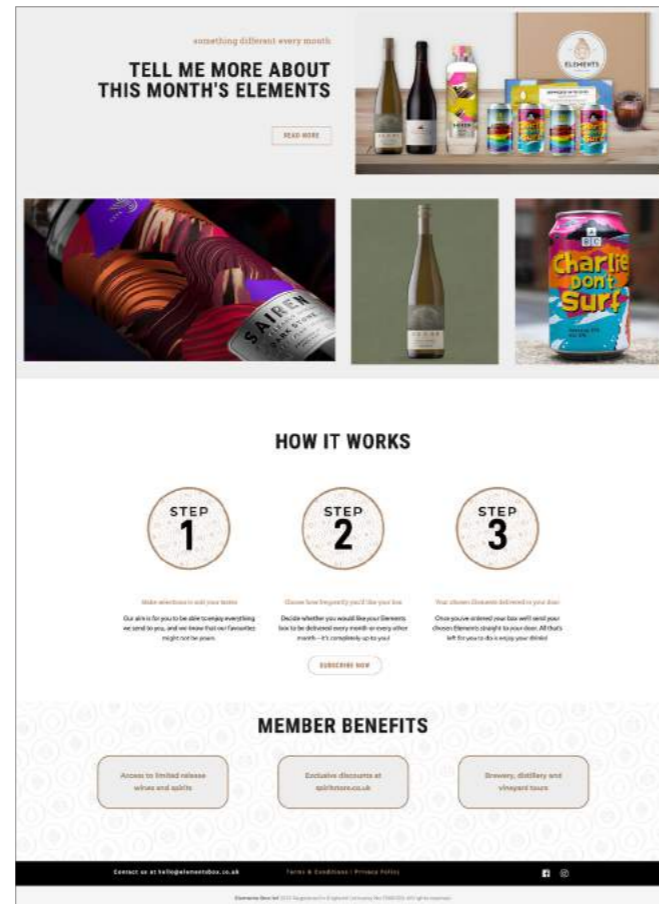 something different every month
TELL ME MORE ABOUT
THIS MONTH'S ELEMENTS
READ MORE
ELEMENTS
SAIREN
DARK STONE
BBC
Charlie
Don't
Surf
HOW IT WORKS
STEP
1
STEP
2
STEP
3
Make selections to suit your tastes
Choose how frequently you'd like your box
Your chosen Elements delivered to your door
Our aim is for you to be able to enjoy everything
we send to you, and we know that our favourites
might not be yours
Decide whether you would like your Elements
box to be delivered every month or every other
month – it's completely up to you!
Once you've ordered your box we'll send your
chosen Elements straight to your door. All that's
left for you to do is enjoy your drinks!
SUBSCRIBE NOW
MEMBER BENEFITS
Access to limited release
wines and spirits
Exclusive discounts at
spiritstore.co.uk
Brewery, distillery and
vineyard tours
Contact us at hello@elementsbox.co.uk
Terms & Conditions | Privacy Policy